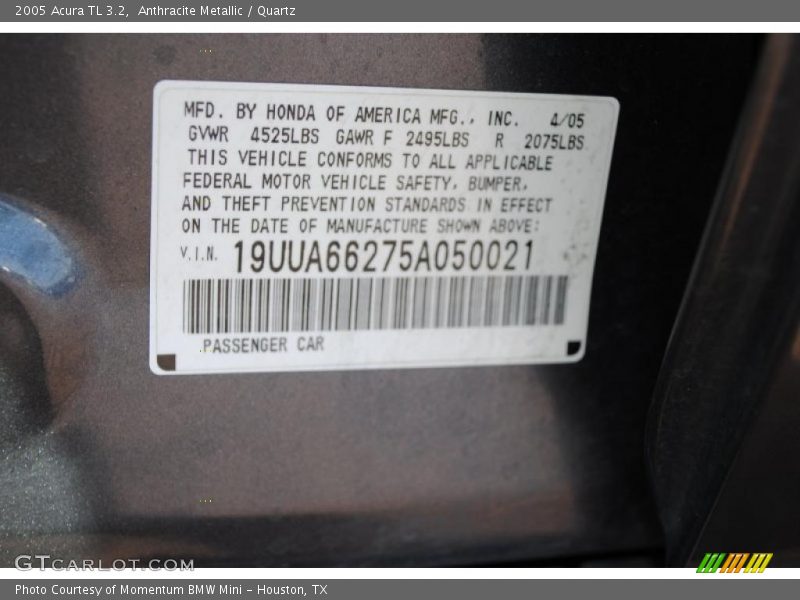 2005 Acura TL 3.2, Anthracite Metallic / Quartz
MFD. BY HONDA OF AMERICA MFG., INC. 4/05
GVWR 4525LBS GAWR F 2495LBS R 2075LBS
THIS VEHICLE CONFORMS TO ALL APPLICABLE
FEDERAL MOTOR VEHICLE SAFETY, BUMPER,
AND THEFT PREVENTION STANDARDS IN EFFECT
ON THE DATE OF MANUFACTURE SHOWN ABOVE:
V.I.N. 19UUA66275A050021
PASSENGER CAR
GTCARLOT.COM
Photo Courtesy of Momentum BMW Mini - Houston, TX